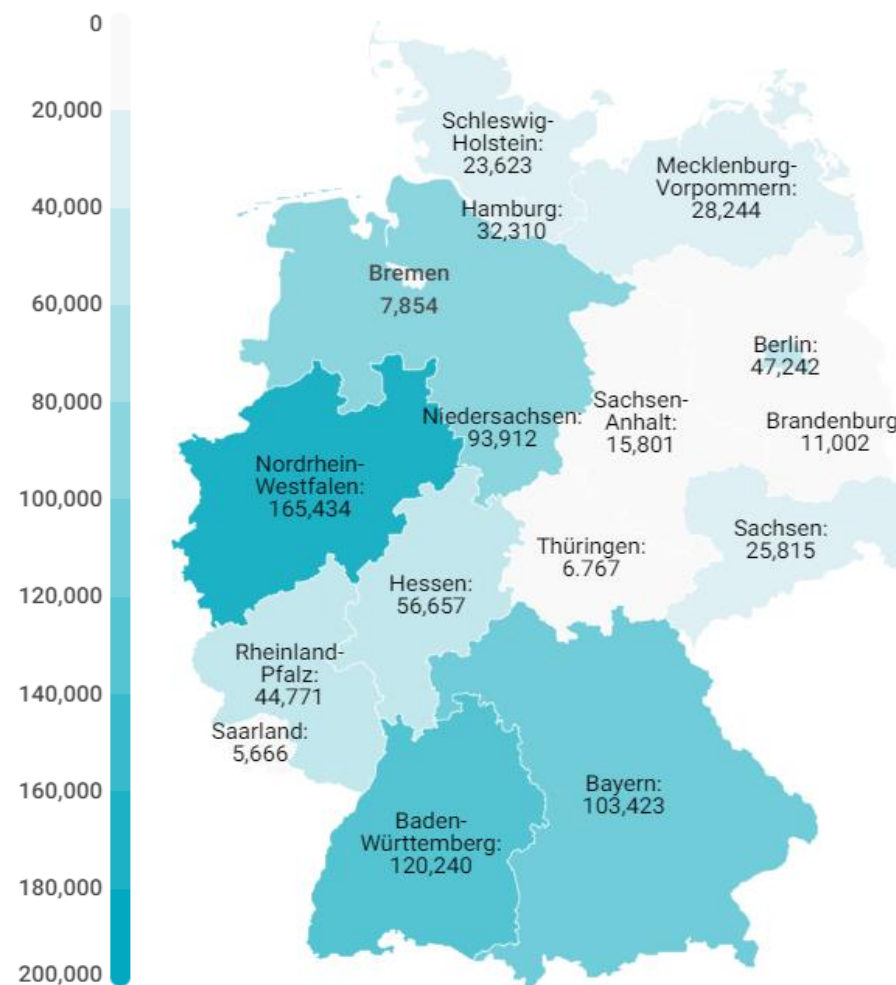 0
20,000
40,000
60,000
80,000
100,000
120,000
140,000
160,000
180,000
200,000
Schleswig-
Holstein:
23,623
Mecklenburg-
Vorpommern:
28,244
Hamburg:
32,310
Bremen
7,854
Berlin:
47,242
Niedersachsen:
93,912
Sachsen-
Anhalt:
15,801
Brandenburg
11,002
Nordrhein-
Westfalen:
165,434
Sachsen:
25,815
Thüringen:
6.767
Hessen:
56,657
Rheinland-
Pfalz:
44,771
Saarland:
5,666
Bayern:
103,423
Baden-
Württemberg:
120,240